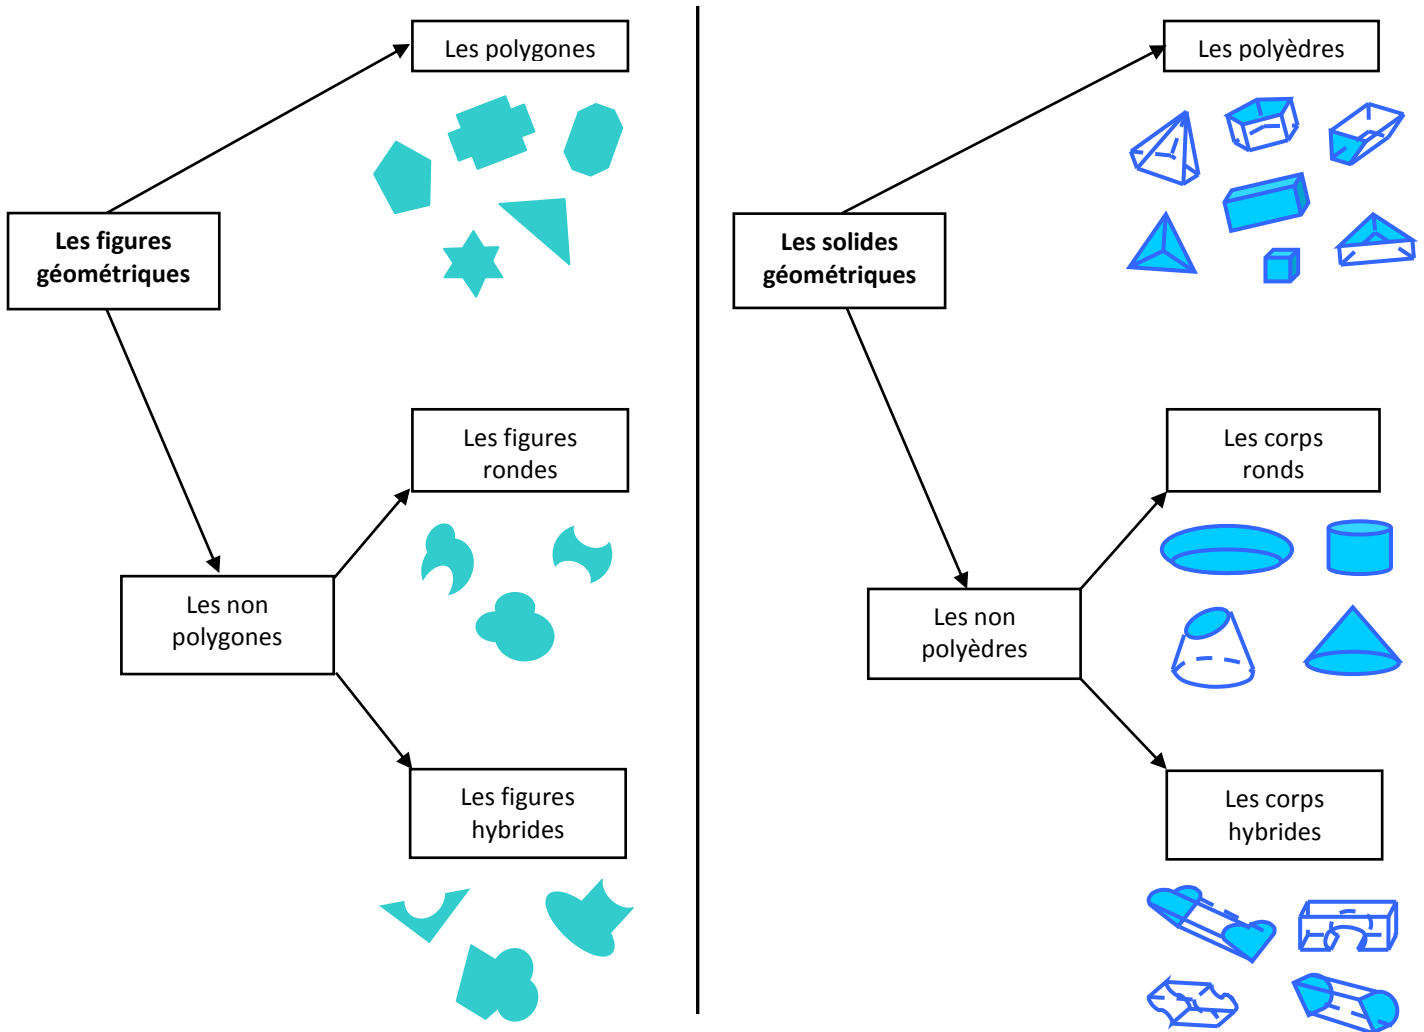 Les polygones
Les figures
géométriques
Les figures
rondes
Les non
polygones
Les figures
hybrides
Les polyèdres
Les solides
géométriques
Les corps
ronds
Les non
polyèdres
Les corps
hybrides